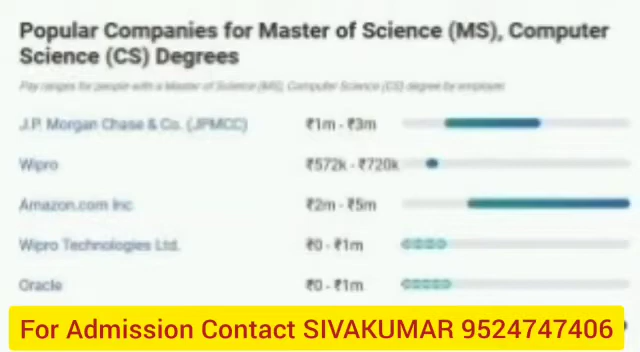 Popular Companies for Master of Science (MS), Computer
Science (CS) Degrees
Pay ranges for people with a Master of Science (MS), Computer Science (CS) degree by employer.
J.P. Morgan Chase & Co. (JPMCC) ₹1m - ₹3m
Wipro ₹572k - ₹720k
Amazon.com Inc ₹2m - ₹5m
Wipro Technologies Ltd. ₹0 - ₹1m
Oracle ₹0 - ₹1m
For Admission Contact SIVAKUMAR 9524747406